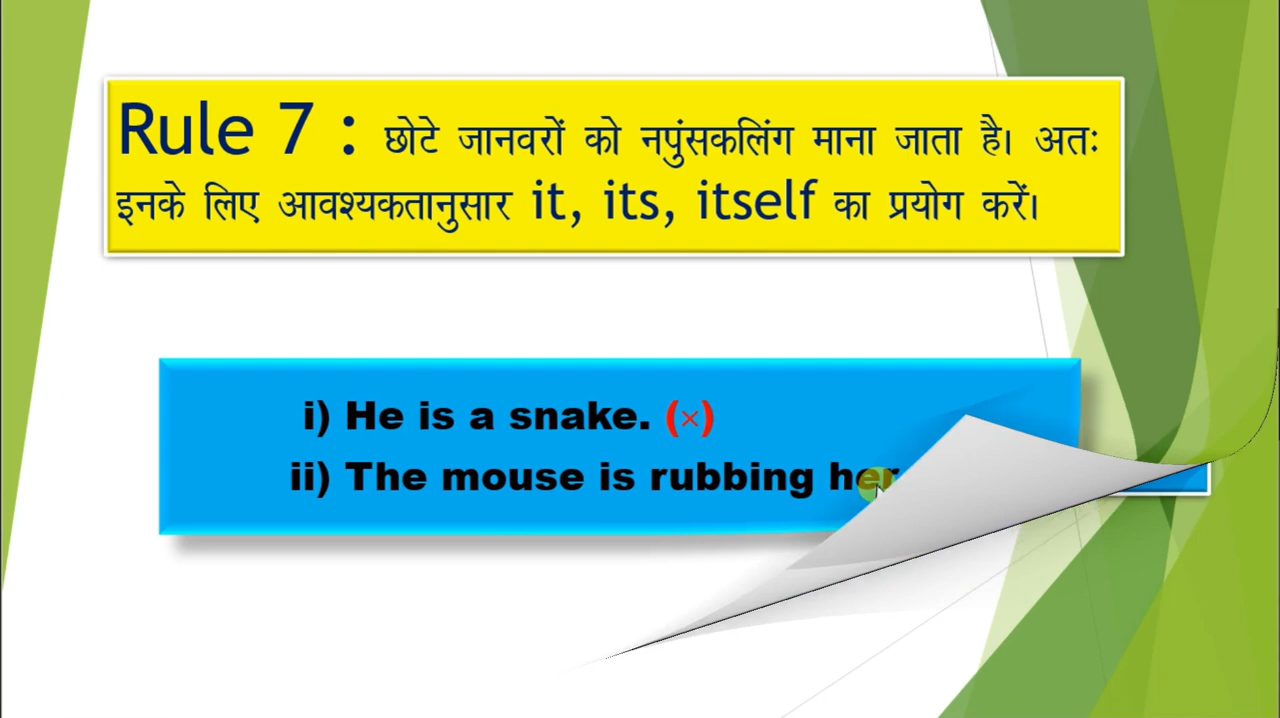 Rule 7 : छोटे जानवरों को नपुंसकलिंग माना जाता है। अतः
इनके लिए आवश्यकतानुसार it, its, itself का प्रयोग करें।
i) He is a snake. (×)
ii) The mouse is rubbing her